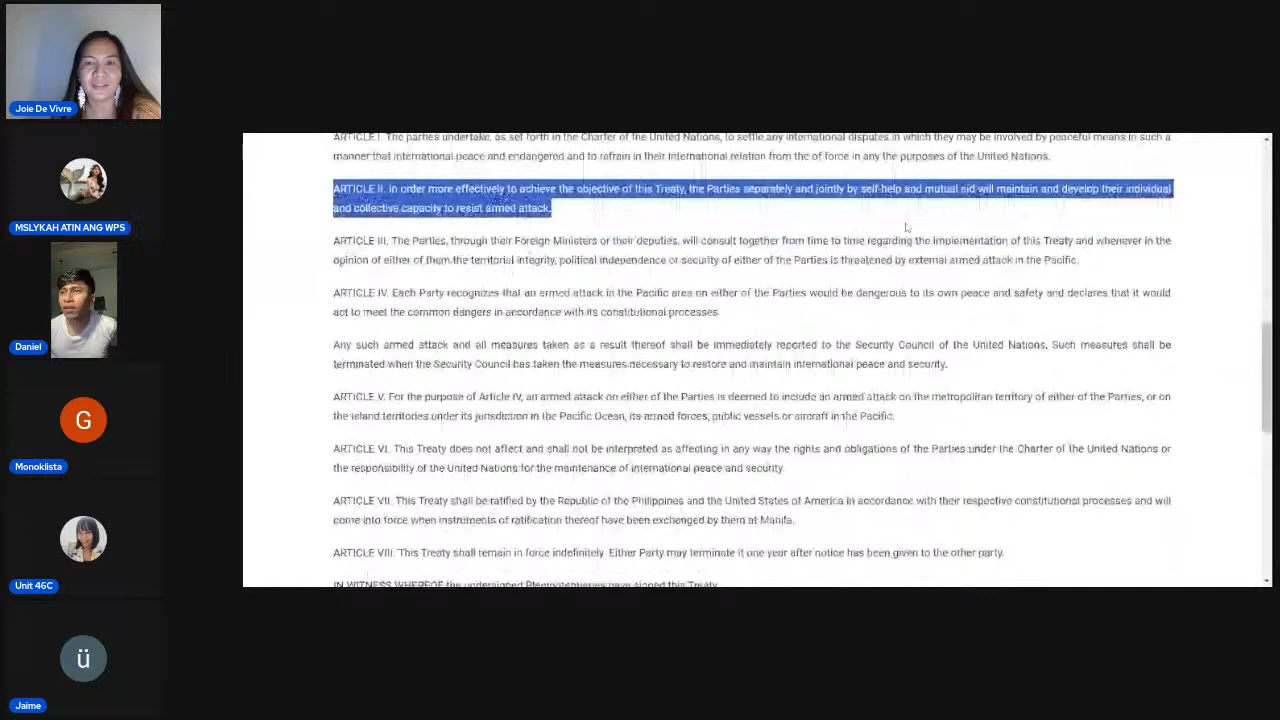 Joie De Vivre
MSLYKAH ATIN ANG WPS
Daniel
G
Monoklista
Unit 46C
ü
Jaime
ARTICLE I. The parties undertake, as set forth in the Charter of the United Nations, to settle any international disputes in which they may be involved by peaceful means in such a
manner that international peace and endangered and to refrain in their international relation from the of force in any the purposes of the United Nations.
ARTICLE II. In order more effectively to achieve the objective of this Treaty, the Parties separately and jointly by self-help and mutual aid will maintain and develop their individual
and collective capacity to resist armed attack.
ARTICLE III. The Parties, through their Foreign Ministers or their deputies, will consult together from time to time regarding the implementation of this Treaty and whenever in the
opinion of either of them the territorial integrity, political independence or security of either of the Parties is threatened by external armed attack in the Pacific.
ARTICLE IV. Each Party recognizes that an armed attack in the Pacific area on either of the Parties would be dangerous to its own peace and safety and declares that it would
act to meet the common dangers in accordance with its constitutional processes.
Any such armed attack and all measures taken as a result thereof shall be immediately reported to the Security Council of the United Nations. Such measures shall be
terminated when the Security Council has taken the measures necessary to restore and maintain international peace and security.
ARTICLE V. For the purpose of Article IV, an armed attack on either of the Parties is deemed to include an armed attack on the metropolitan territory of either of the Parties, or on
the island territories under its jurisdiction in the Pacific Ocean, its armed forces, public vessels or aircraft in the Pacific.
ARTICLE VI. This Treaty does not affect and shall not be interpreted as affecting in any way the rights and obligations of the Parties under the Charter of the United Nations or
the responsibility of the United Nations for the maintenance of international peace and security.
ARTICLE VII. This Treaty shall be ratified by the Republic of the Philippines and the United States of America in accordance with their respective constitutional processes and will
come into force when instruments of ratification thereof have been exchanged by them at Manila.
ARTICLE VIII. This Treaty shall remain in force indefinitely. Either Party may terminate it one year after notice has been given to the other party.
IN WITNESS WHEREOF the undersigned Plenipotentiaries have signed this Treaty.